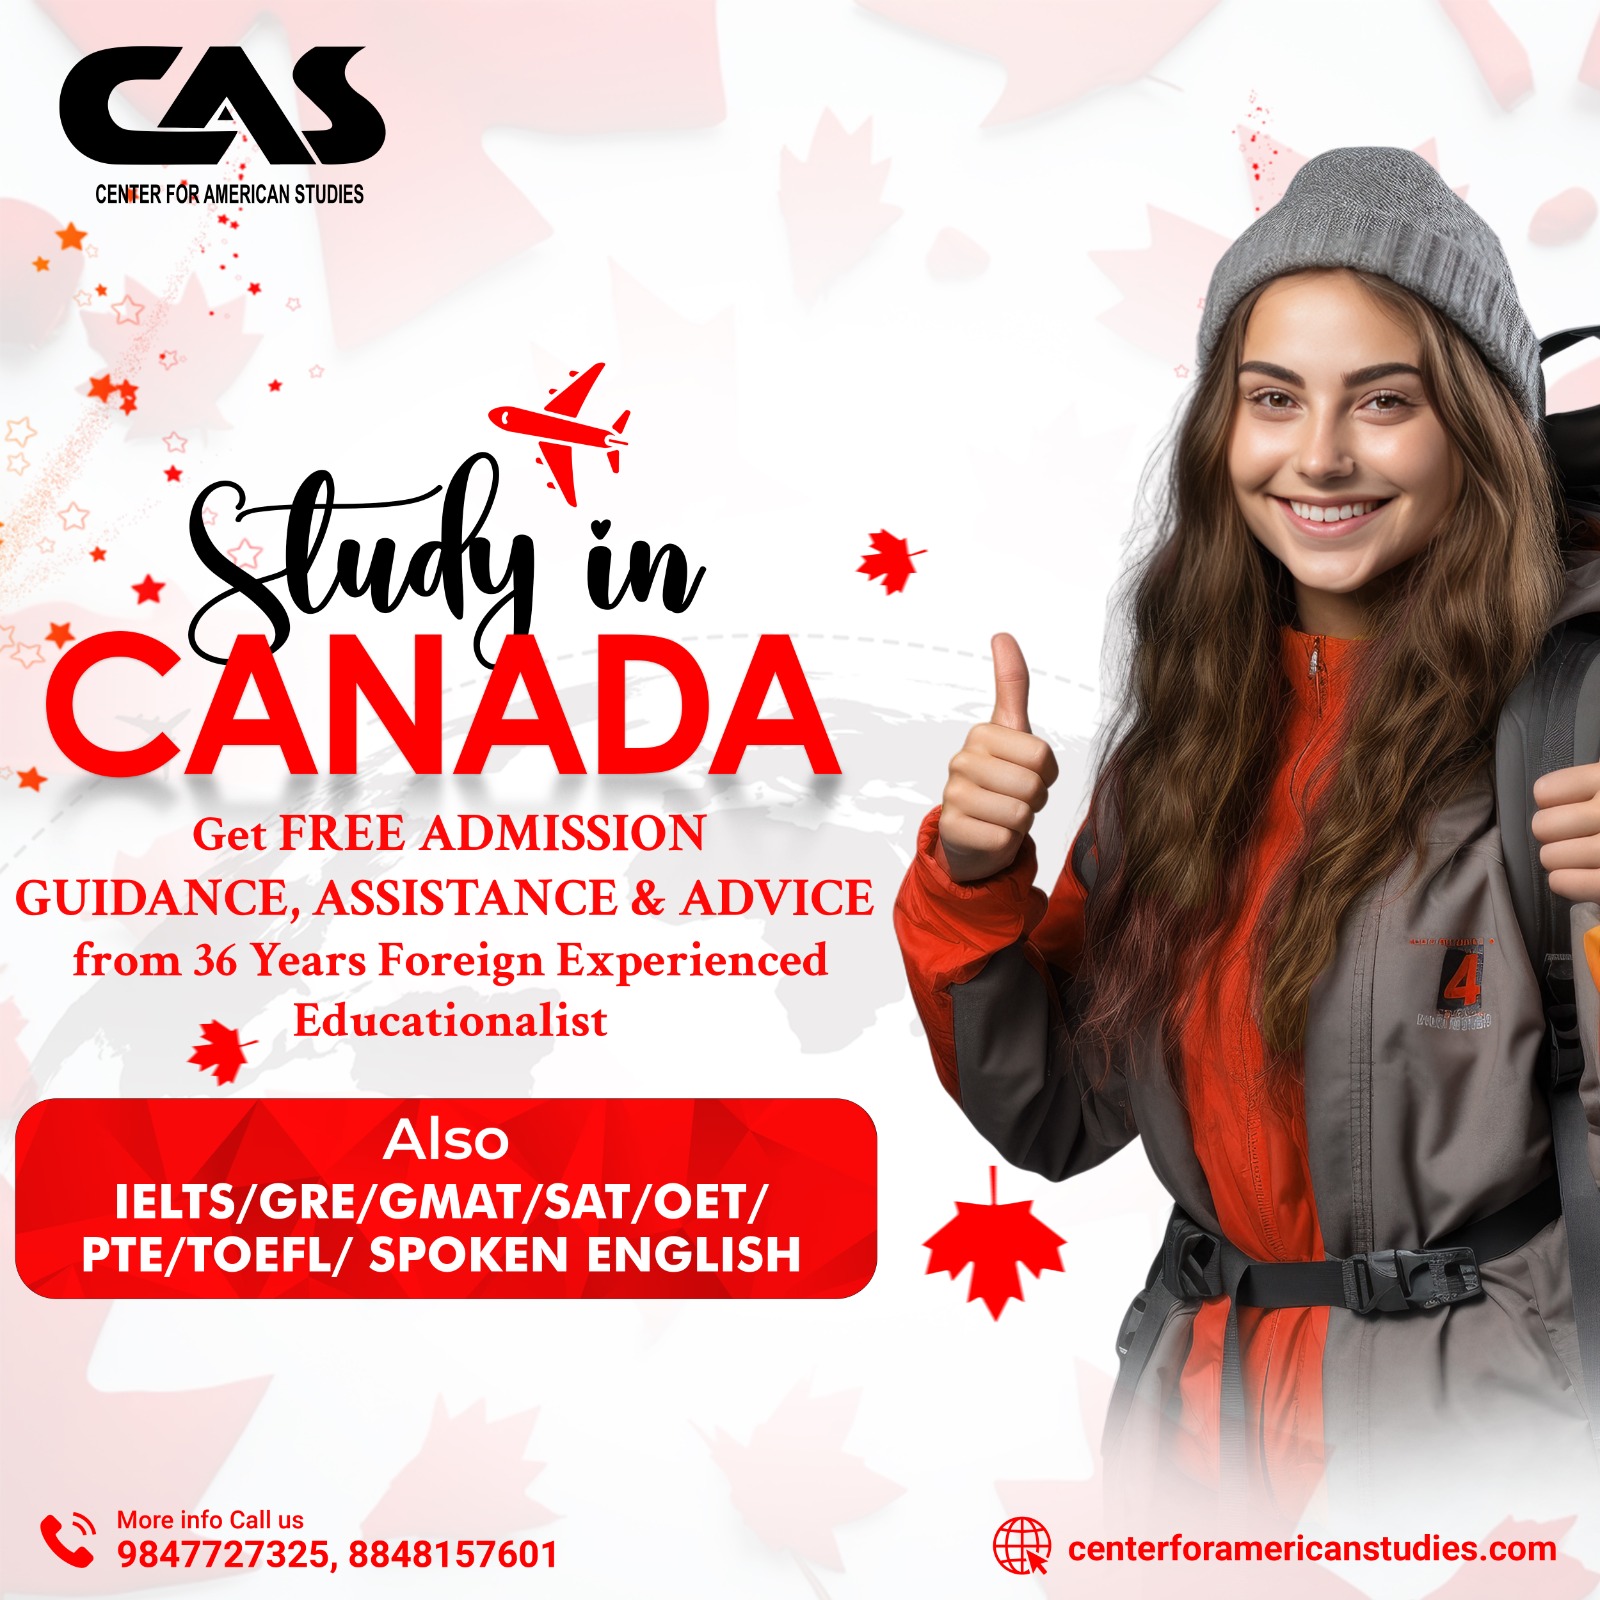 CAS
CENTER FOR AMERICAN STUDIES
Study in
CANADA
Get FREE ADMISSION
GUIDANCE, ASSISTANCE & ADVICE
from 36 Years Foreign Experienced
Educationalist
Also
IELTS/GRE/GMAT/SAT/OET/
PTE/TOEFL/ SPOKEN ENGLISH
4
More info Call us
9847727325, 8848157601
centerforamericanstudies.com